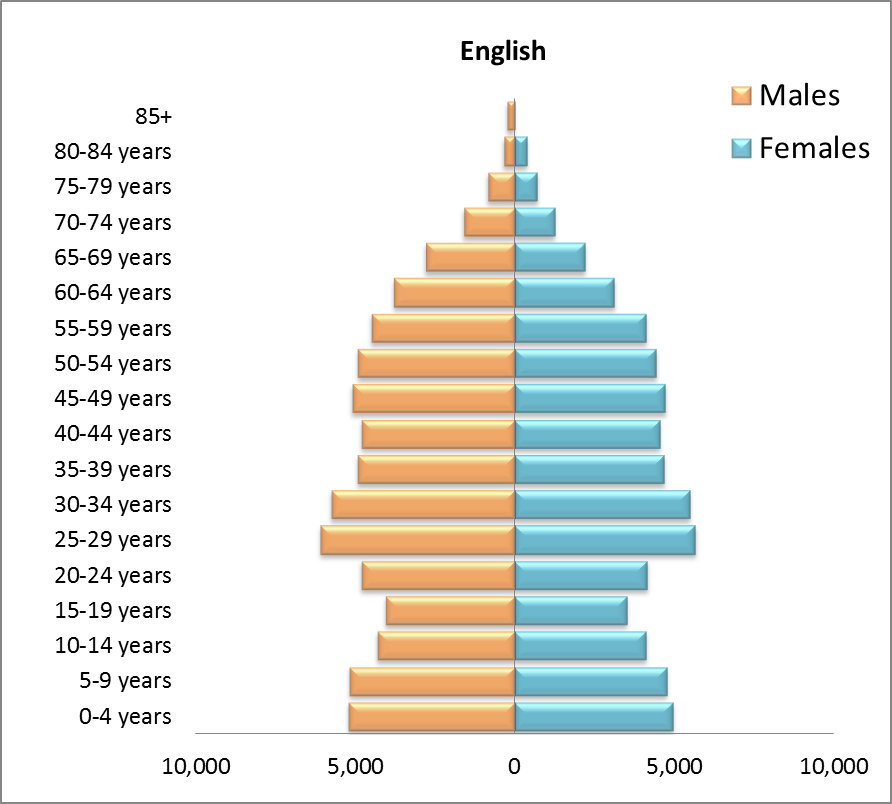 English
Males
Females
85+
80-84 years
75-79 years
70-74 years
65-69 years
60-64 years
55-59 years
50-54 years
45-49 years
40-44 years
35-39 years
30-34 years
25-29 years
20-24 years
15-19 years
10-14 years
5-9 years
0-4 years
10,000 5,000 0 5,000 10,000